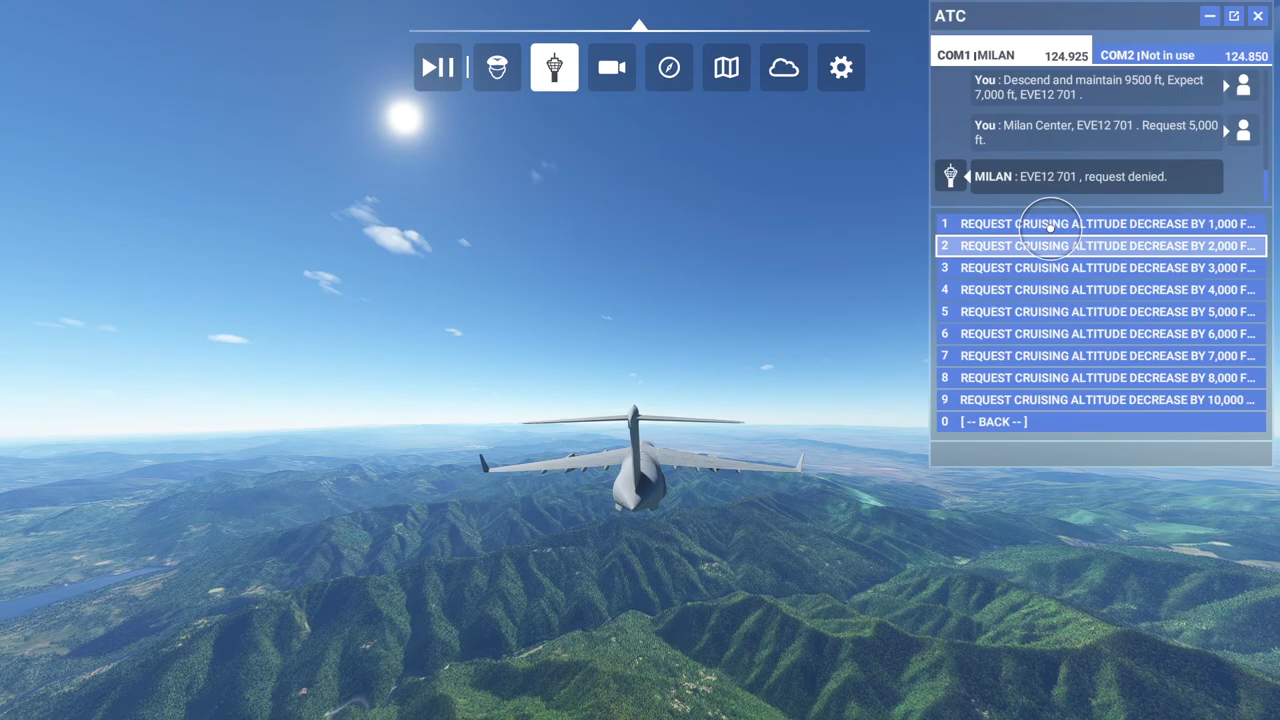 ATC
COM1 | MILAN 124.925
COM2 | Not in use 124.850
You : Descend and maintain 9500 ft, Expect
7,000 ft, EVE12 701 .
You : Milan Center, EVE12 701 . Request 5,000
ft.
MILAN : EVE12 701 , request denied.
1 REQUEST CRUISING ALTITUDE DECREASE BY 1,000 F...
2 REQUEST CRUISING ALTITUDE DECREASE BY 2,000 F...
3 REQUEST CRUISING ALTITUDE DECREASE BY 3,000 F...
4 REQUEST CRUISING ALTITUDE DECREASE BY 4,000 F...
5 REQUEST CRUISING ALTITUDE DECREASE BY 5,000 F...
6 REQUEST CRUISING ALTITUDE DECREASE BY 6,000 F...
7 REQUEST CRUISING ALTITUDE DECREASE BY 7,000 F...
8 REQUEST CRUISING ALTITUDE DECREASE BY 8,000 F...
9 REQUEST CRUISING ALTITUDE DECREASE BY 10,000 ...
0 [ -- BACK -- ]